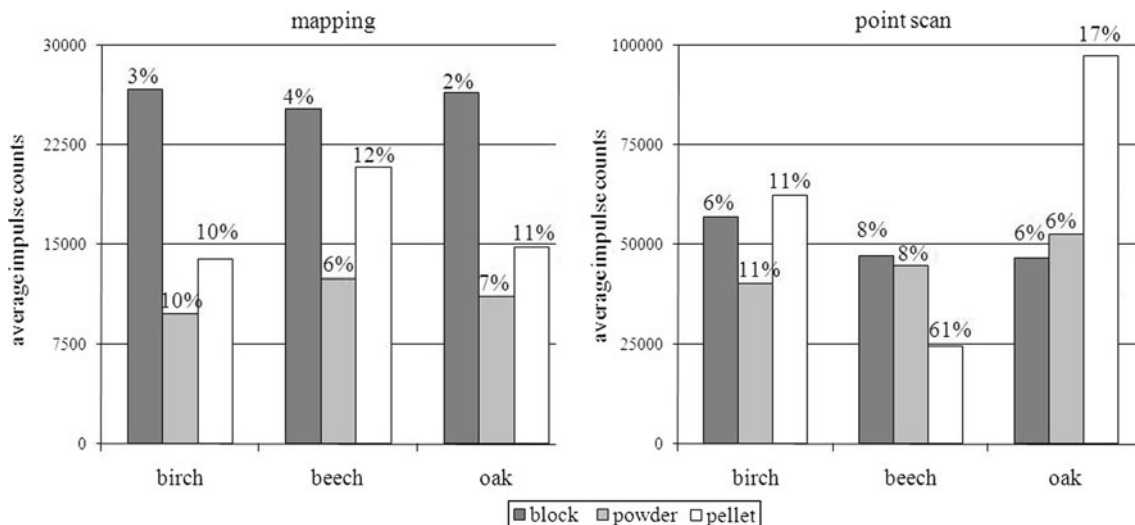 mapping
30000
22500
15000
7500
0
average impulse counts
3%
10%
10%
4%
6%
12%
2%
7%
11%
birch
beech
oak
point scan
100000
75000
50000
25000
0
average impulse counts
6%
11%
11%
8%
8%
61%
6%
6%
17%
birch
beech
oak
block powder pellet